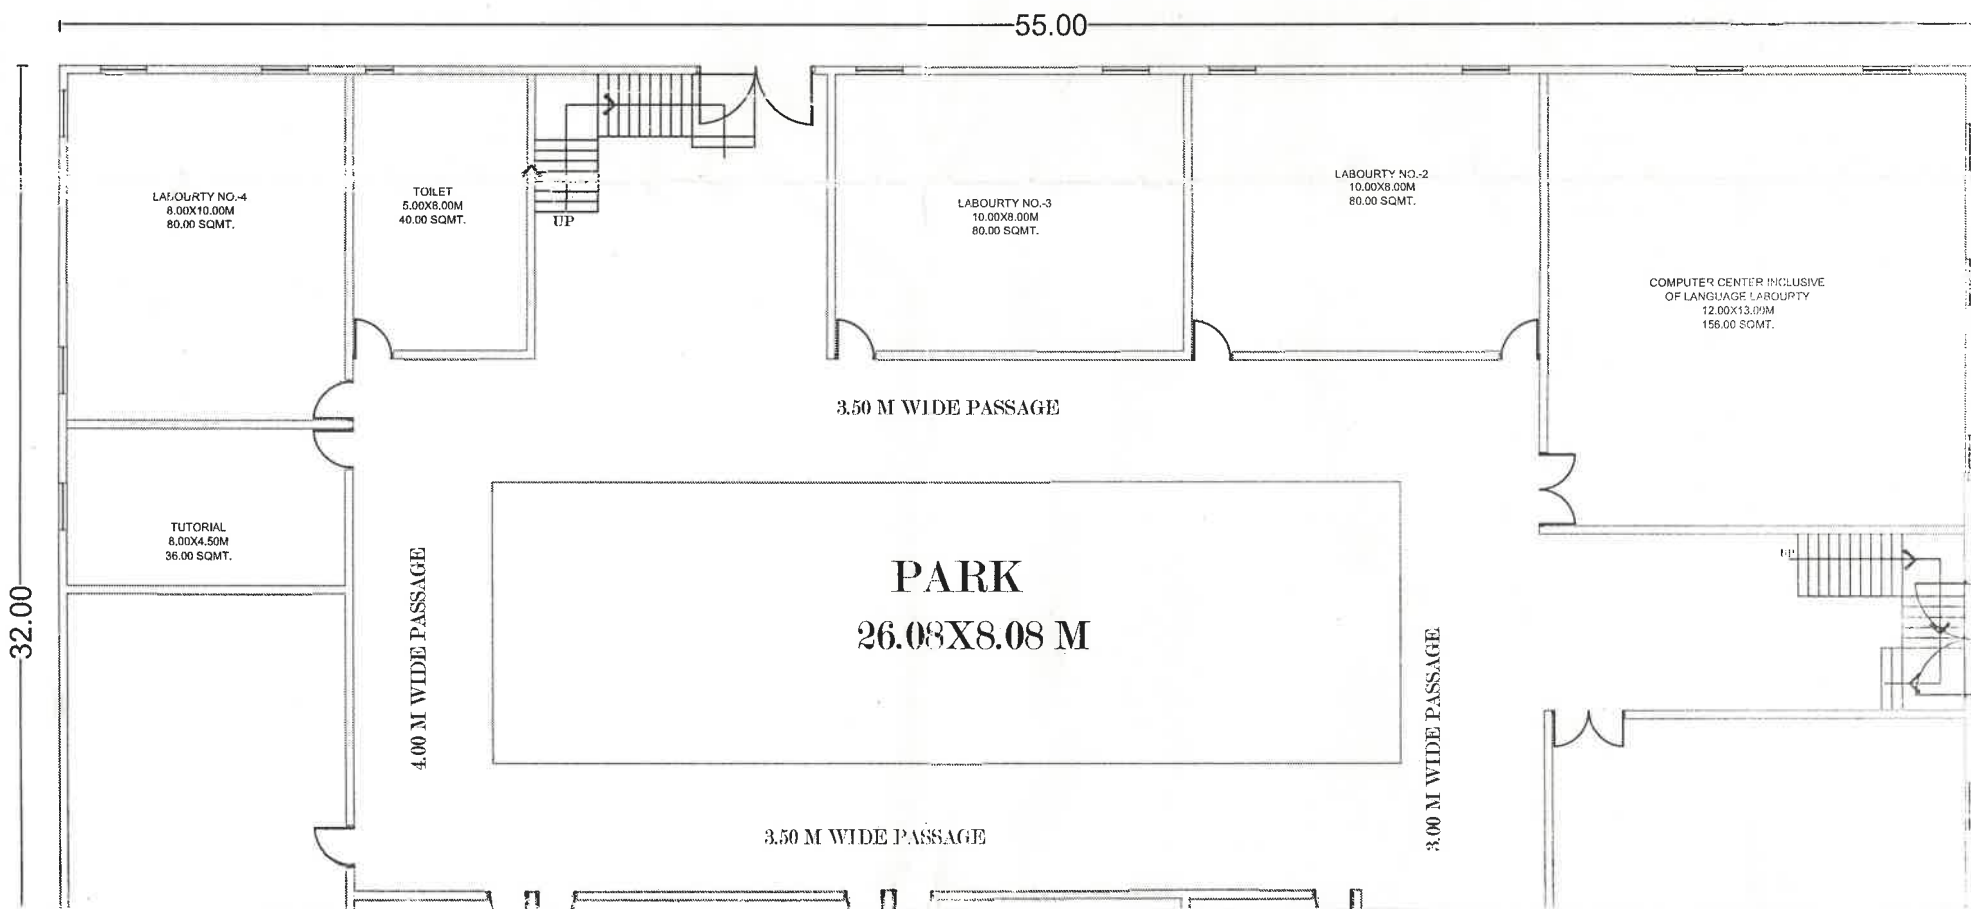 55.00
32.00
LABOURTY NO.-4
8.00X10.00M
80.00 SQMT.
TOILET
5.00X8.00M
40.00 SQMT.
UP
LABOURTY NO.-3
10.00X8.00M
80.00 SQMT.
LABOURTY NO.-2
10.00X8.00M
80.00 SQMT.
COMPUTER CENTER INCLUSIVE
OF LANGUAGE LABOURTY
12.00X13.00M
156.00 SQMT.
3.50 M WIDE PASSAGE
TUTORIAL
8.00X4.50M
36.00 SQMT.
4.00 M WIDE PASSAGE
PARK
26.08X8.08 M
UP
3.00 M WIDE PASSAGE
3.50 M WIDE PASSAGE